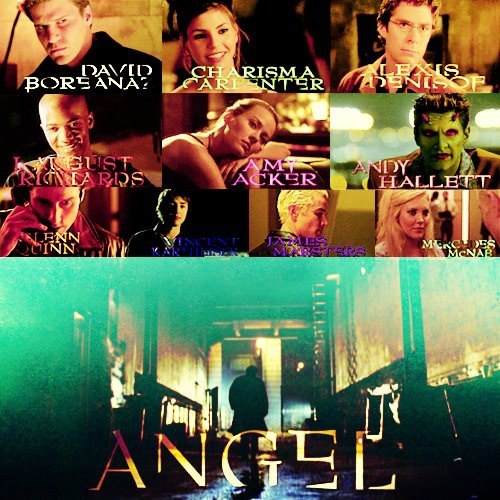 DAVID
BOREANAZ
CHARISMA
CARPENTER
ALEXIS
DENISOF
J. AUGUST
RICHARDS
AMY
ACKER
ANDY
HALLETT
GLENN
QUINN
VINCENT
KARTHEISER
JAMES
MARSTERS
MERCEDES
McNAB
ANGEL